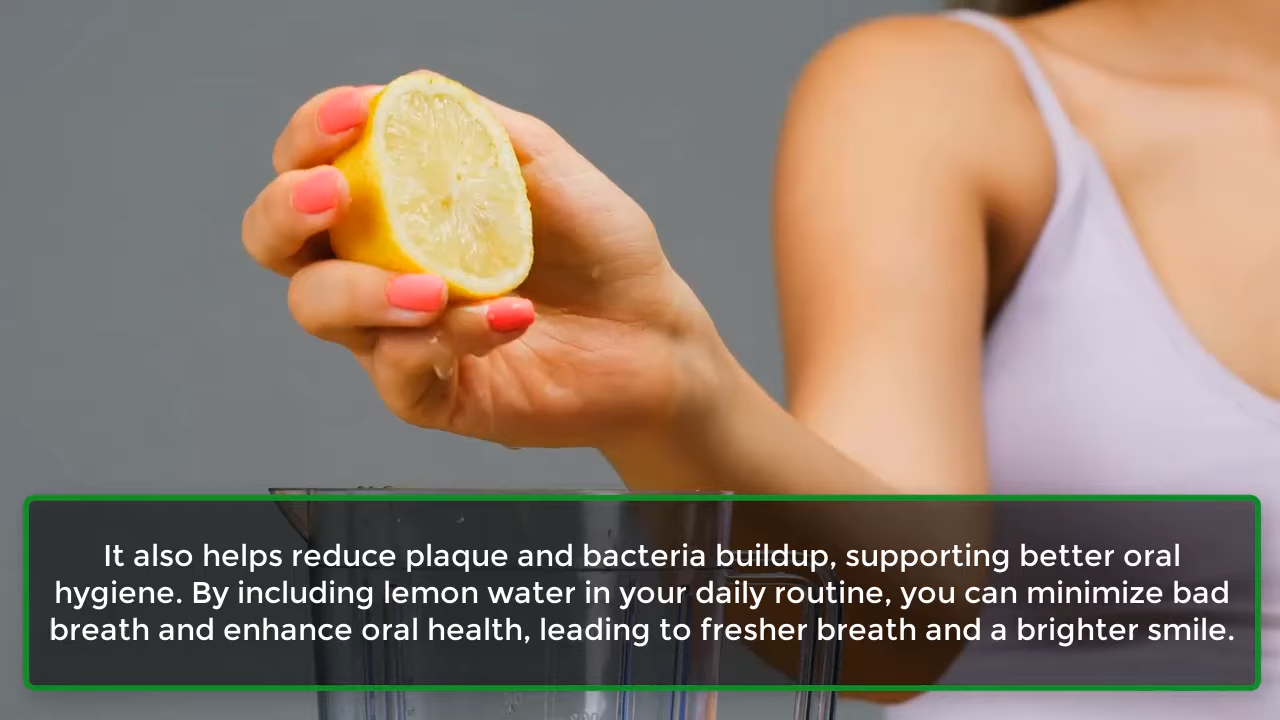 It also helps reduce plaque and bacteria buildup, supporting better oral
hygiene. By including lemon water in your daily routine, you can minimize bad
breath and enhance oral health, leading to fresher breath and a brighter smile.